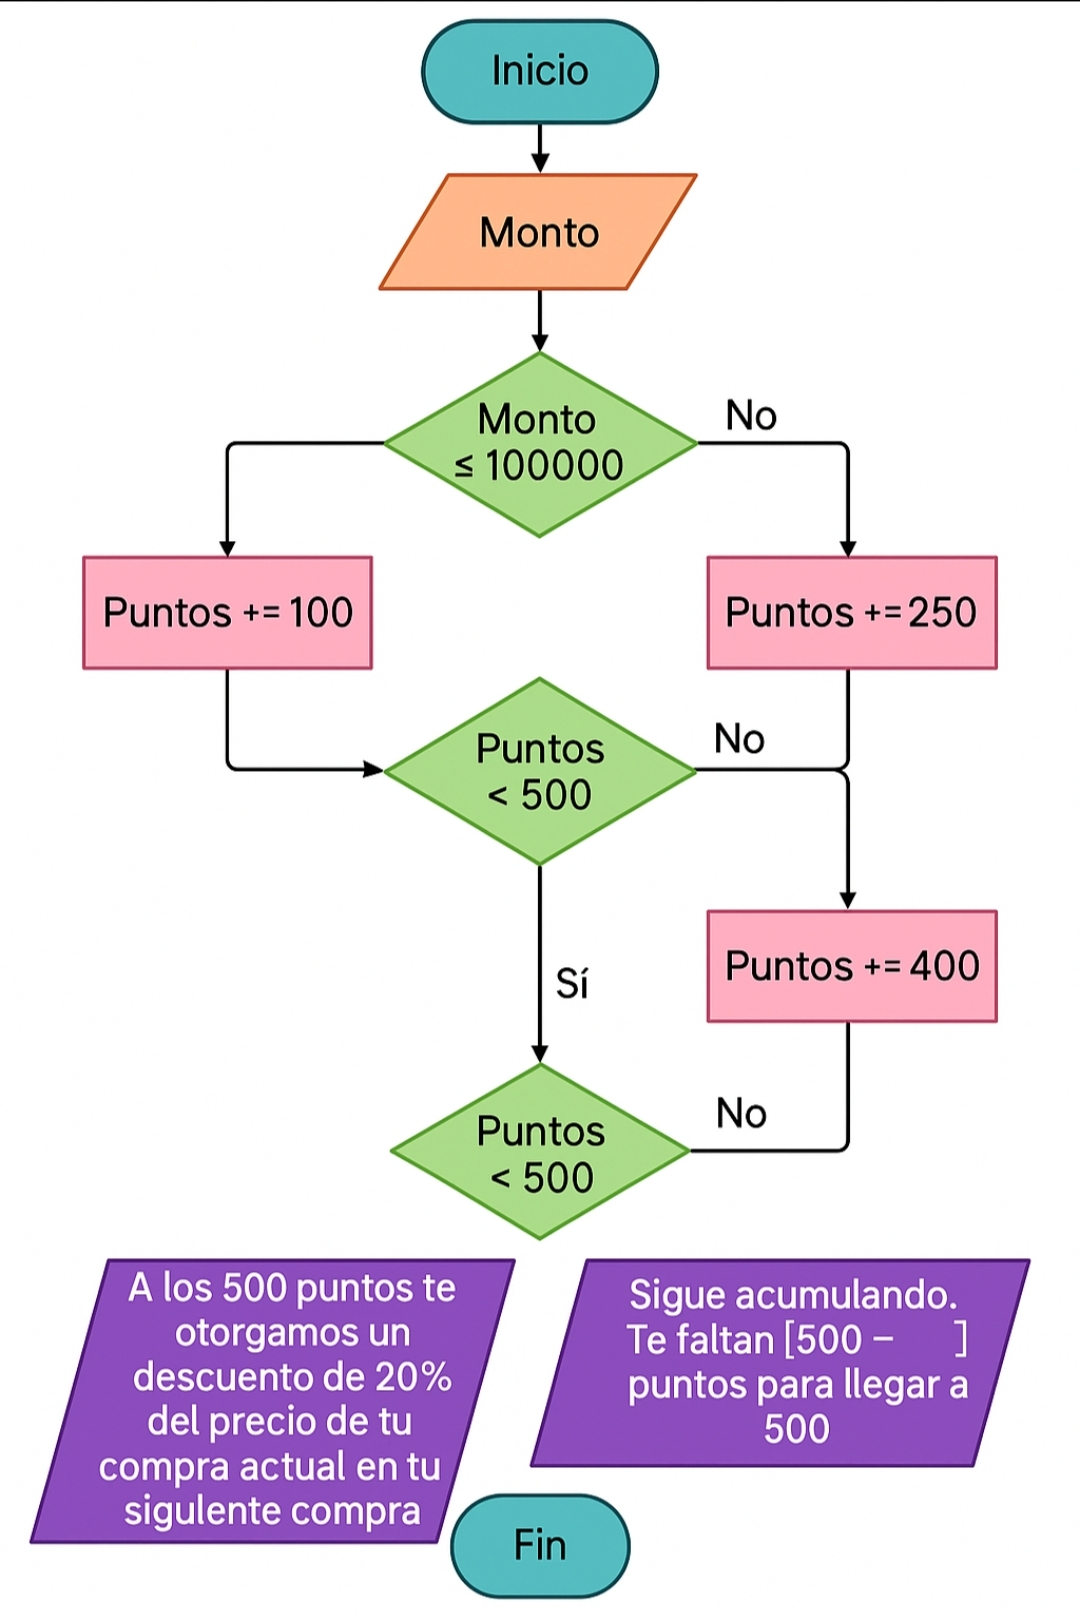 Inicio
Monto
Monto
≤ 100000
No
Puntos += 100
Puntos += 250
Puntos
< 500
No
Puntos += 400
Sí
Puntos
< 500
No
A los 500 puntos te
otorgamos un
descuento de 20%
del precio de tu
compra actual en tu
sigulente compra
Sigue acumulando.
Te faltan [500 –     ]
puntos para llegar a
500
Fin